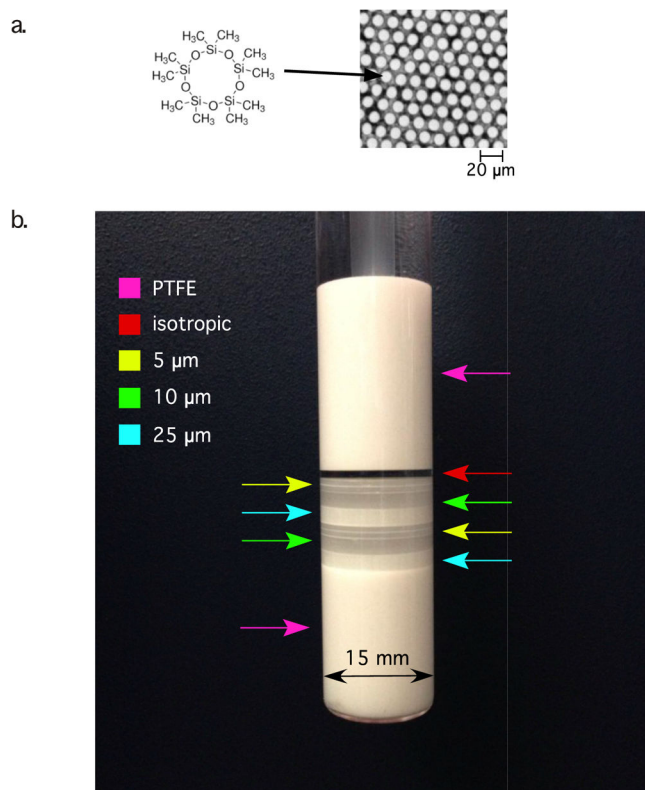 a.
H₃C CH₃
Si
H₃C O O CH₃
Si Si
H₃C CH₃
O O
Si Si
H₃C O CH₃
CH₃ CH₃
20 µm
b.
PTFE
isotropic
5 µm
10 µm
25 µm
15 mm